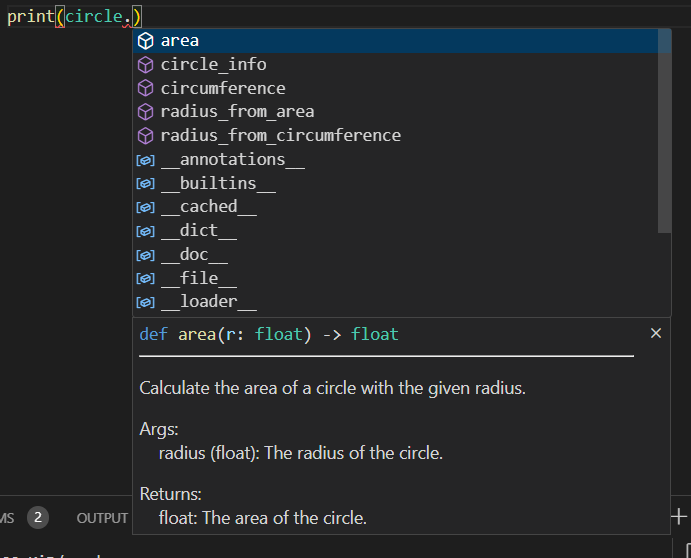 print(circle.)
area
circle_info
circumference
radius_from_area
radius_from_circumference
__annotations__
__builtins__
__cached__
__dict__
__doc__
__file__
__loader__
def area(r: float) -> float
Calculate the area of a circle with the given radius.
Args:
radius (float): The radius of the circle.
Returns:
float: The area of the circle.
MS 2 OUTPUT